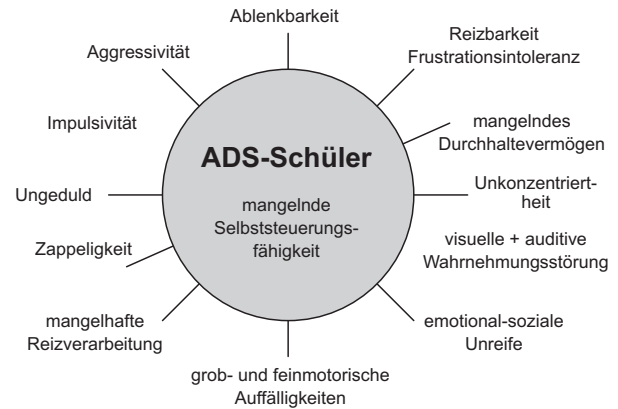 Ablenkbarkeit
Reizbarkeit
Frustrationsintoleranz
Aggressivität
mangelndes
Durchhaltevermögen
Impulsivität
ADS-Schüler
mangelnde
Selbststeuerungs-
fähigkeit
Unkonzentriert-
heit
Ungeduld
visuelle + auditive
Wahrnehmungsstörung
Zappeligkeit
emotional-soziale
Unreife
mangelhafte
Reizverarbeitung
grob- und feinmotorische
Auffälligkeiten